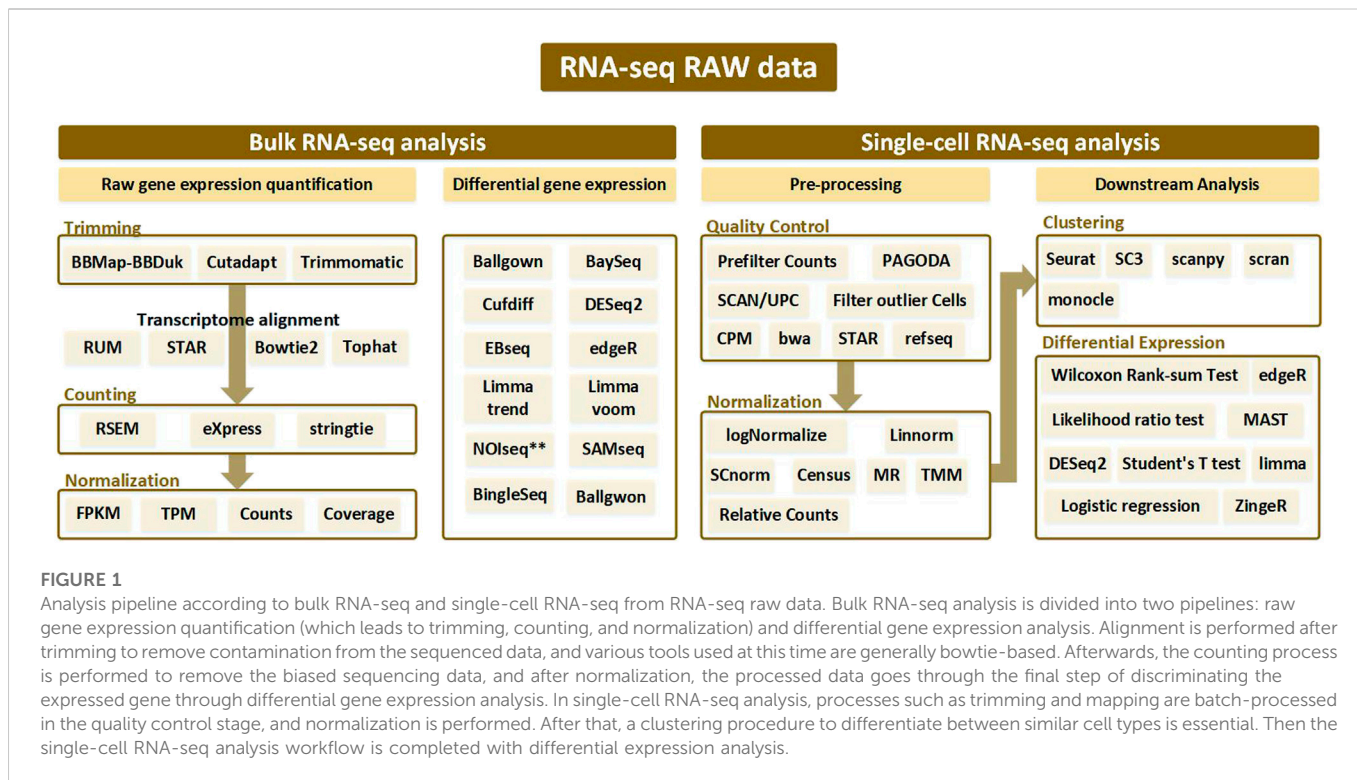 RNA-seq RAW data
Bulk RNA-seq analysis
Raw gene expression quantification
Trimming
BBMap-BBDuk Cutadapt Trimmomatic
Transcriptome alignment
RUM STAR Bowtie2 Tophat
Counting
RSEM eXpress stringtie
Normalization
FPKM TPM Counts Coverage
Differential gene expression
Ballgown BaySeq
Cufdiff DESeq2
EBseq edgeR
Limma trend Limma voom
NOIseq** SAMseq
BingleSeq Ballgwon
Single-cell RNA-seq analysis
Pre-processing
Quality Control
Prefilter Counts PAGODA
SCAN/UPC Filter outlier Cells
CPM bwa STAR refseq
Normalization
logNormalize Linnorm
SCnorm Census MR TMM
Relative Counts
Downstream Analysis
Clustering
Seurat SC3 scanpy scran
monocle
Differential Expression
Wilcoxon Rank-sum Test edgeR
Likelihood ratio test MAST
DESeq2 Student's T test limma
Logistic regression ZingeR
FIGURE 1
Analysis pipeline according to bulk RNA-seq and single-cell RNA-seq from RNA-seq raw data. Bulk RNA-seq analysis is divided into two pipelines: raw
gene expression quantification (which leads to trimming, counting, and normalization) and differential gene expression analysis. Alignment is performed after
trimming to remove contamination from the sequenced data, and various tools used at this time are generally bowtie-based. Afterwards, the counting process
is performed to remove the biased sequencing data, and after normalization, the processed data goes through the final step of discriminating the
expressed gene through differential gene expression analysis. In single-cell RNA-seq analysis, processes such as trimming and mapping are batch-processed
in the quality control stage, and normalization is performed. After that, a clustering procedure to differentiate between similar cell types is essential. Then the
single-cell RNA-seq analysis workflow is completed with differential expression analysis.